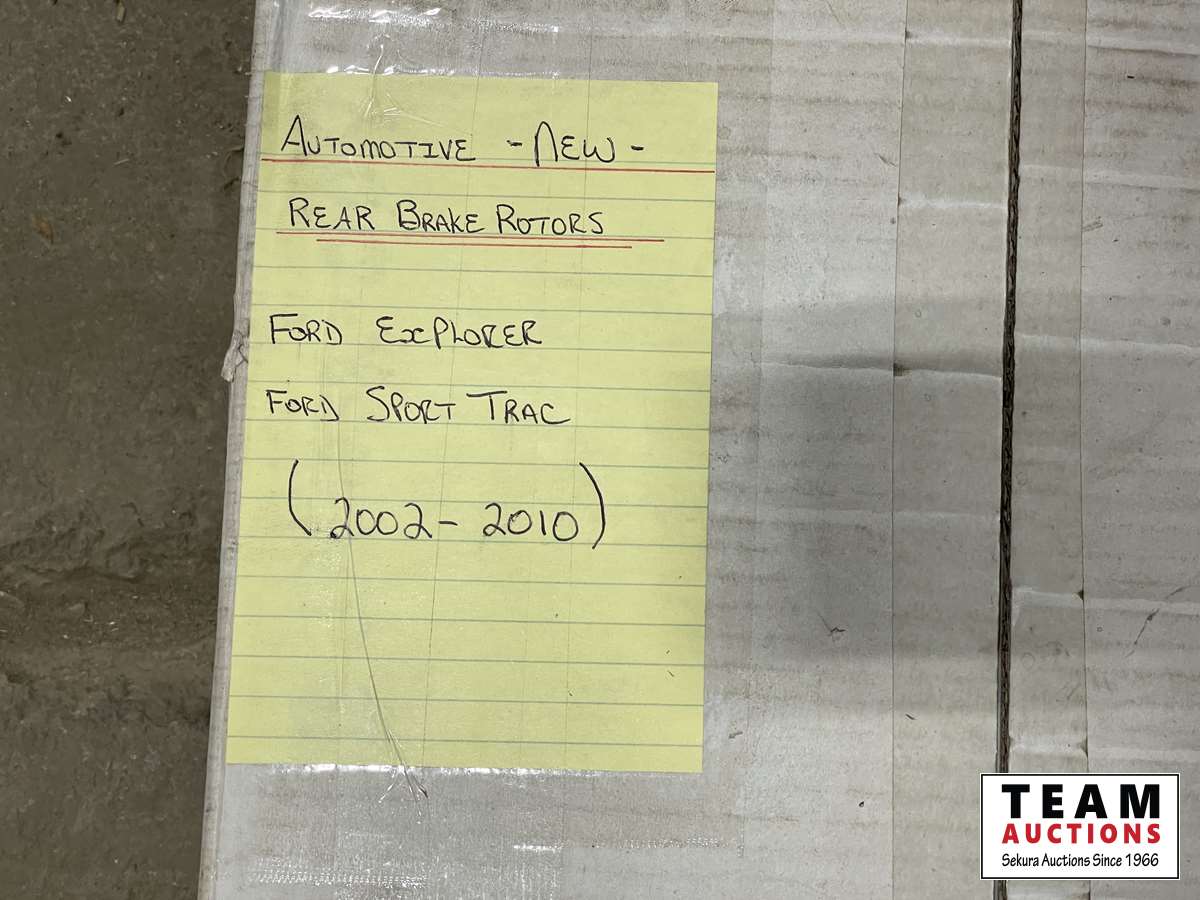 AUTOMOTIVE - NEW -
REAR BRAKE ROTORS
FORD EXPLORER
FORD SPORT TRAC
(2002 - 2010)
TEAM
AUCTIONS
Sekura Auctions Since 1966